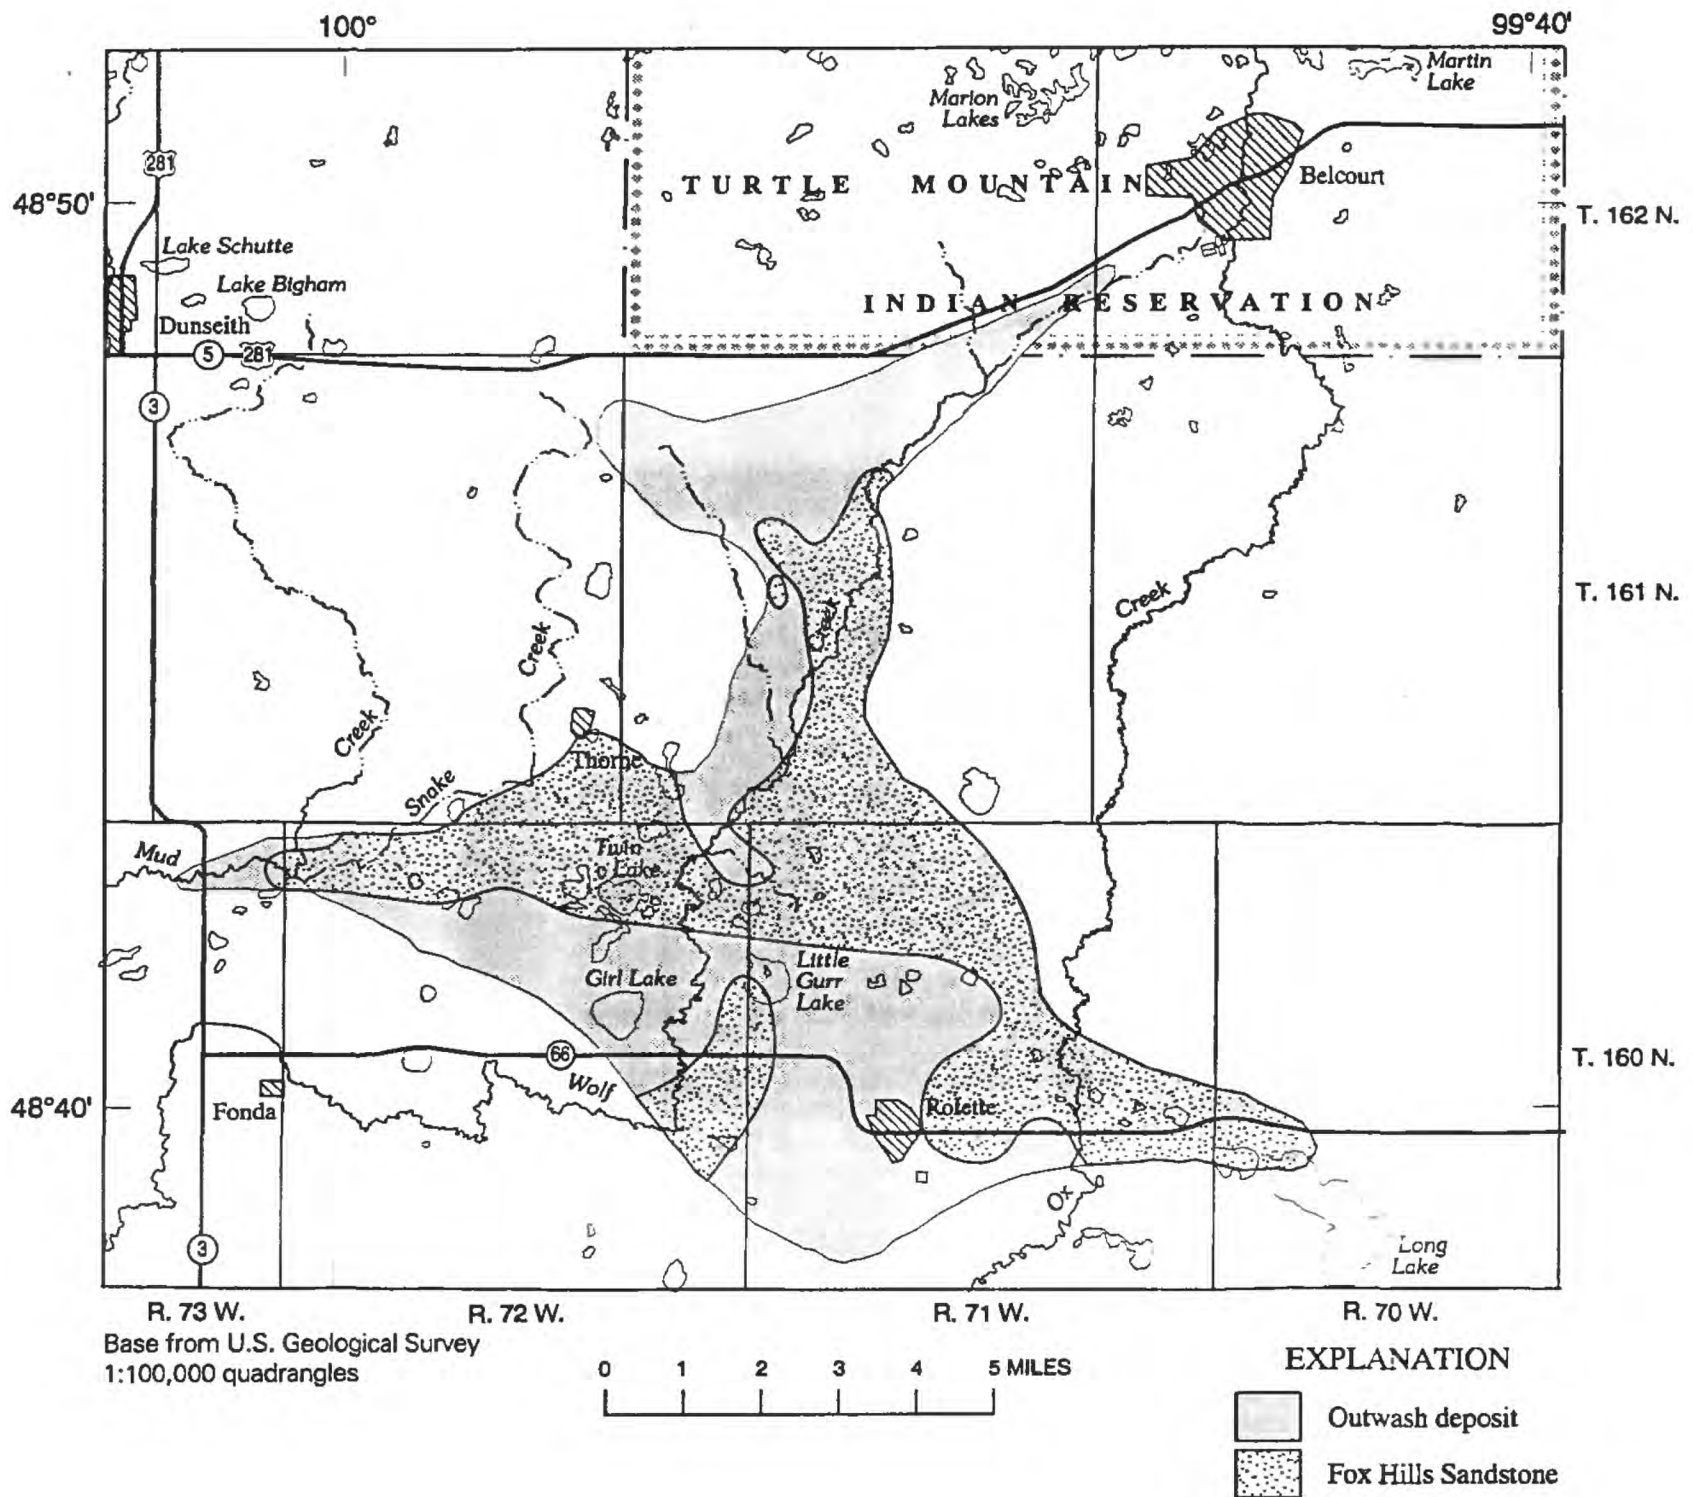 100°
99°40'
Martin
Lake
Marion
Lakes
281
TURTLE MOUNTAIN
Belcourt
48°50'
T. 162 N.
Lake Schutte
Lake Bigham
INDIAN RESERVATION
Dunseith
5
281
3
Creek
T. 161 N.
Creek
Creek
Creek
Thorne
Snake
Mud
Twin
Lake
Little
Gurr
Lake
Girl Lake
66
T. 160 N.
Wolf
48°40'
Fonda
Rolette
Ox
3
Long
Lake
R. 73 W.
R. 72 W.
R. 71 W.
R. 70 W.
Base from U.S. Geological Survey
1:100,000 quadrangles
0 1 2 3 4 5 MILES
EXPLANATION
Outwash deposit
Fox Hills Sandstone